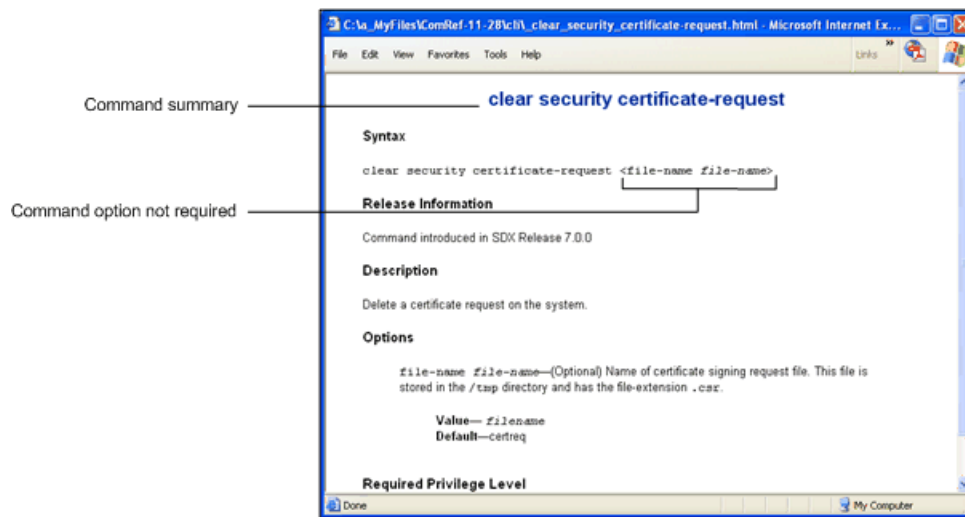 C:\a_MyFiles\ComRef-11-28\cli\_clear_security_certificate-request.html - Microsoft Internet Ex...
File Edit View Favorites Tools Help
Links »
Command summary
clear security certificate-request
Syntax
clear security certificate-request <file-name file-name>
Command option not required
Release Information
Command introduced in SDX Release 7.0.0
Description
Delete a certificate request on the system.
Options
file-name file-name—(Optional) Name of certificate signing request file. This file is
stored in the /tmp directory and has the file-extension .csr.
Value— filename
Default—certreq
Required Privilege Level
Done
My Computer